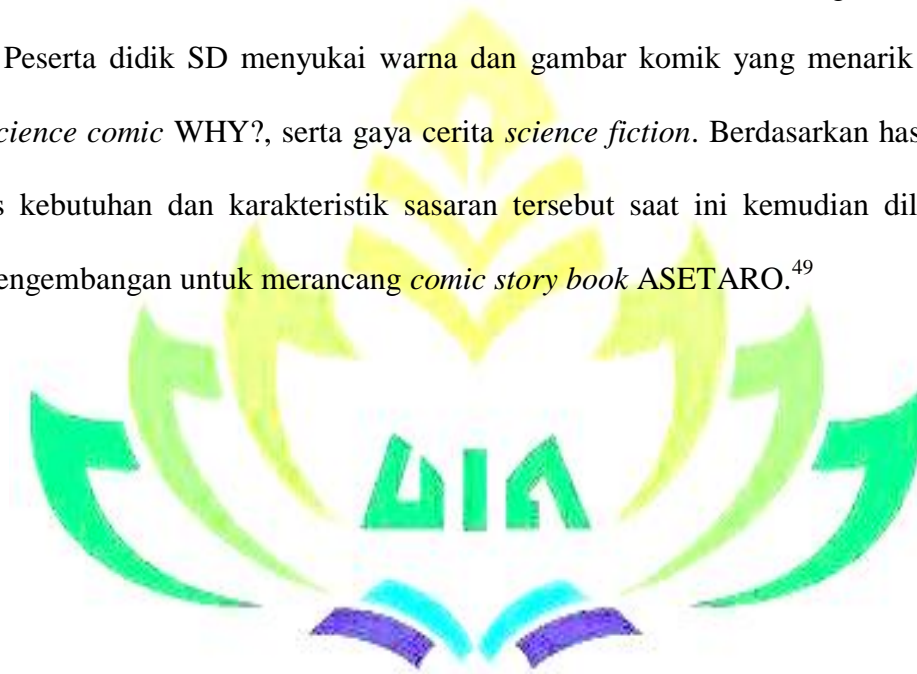 Peserta didik SD menyukai warna dan gambar komik yang menarik
cience comic WHY?, serta gaya cerita science fiction. Berdasarkan has
s kebutuhan dan karakteristik sasaran tersebut saat ini kemudian dil
engembangan untuk merancang comic story book ASETARO.49